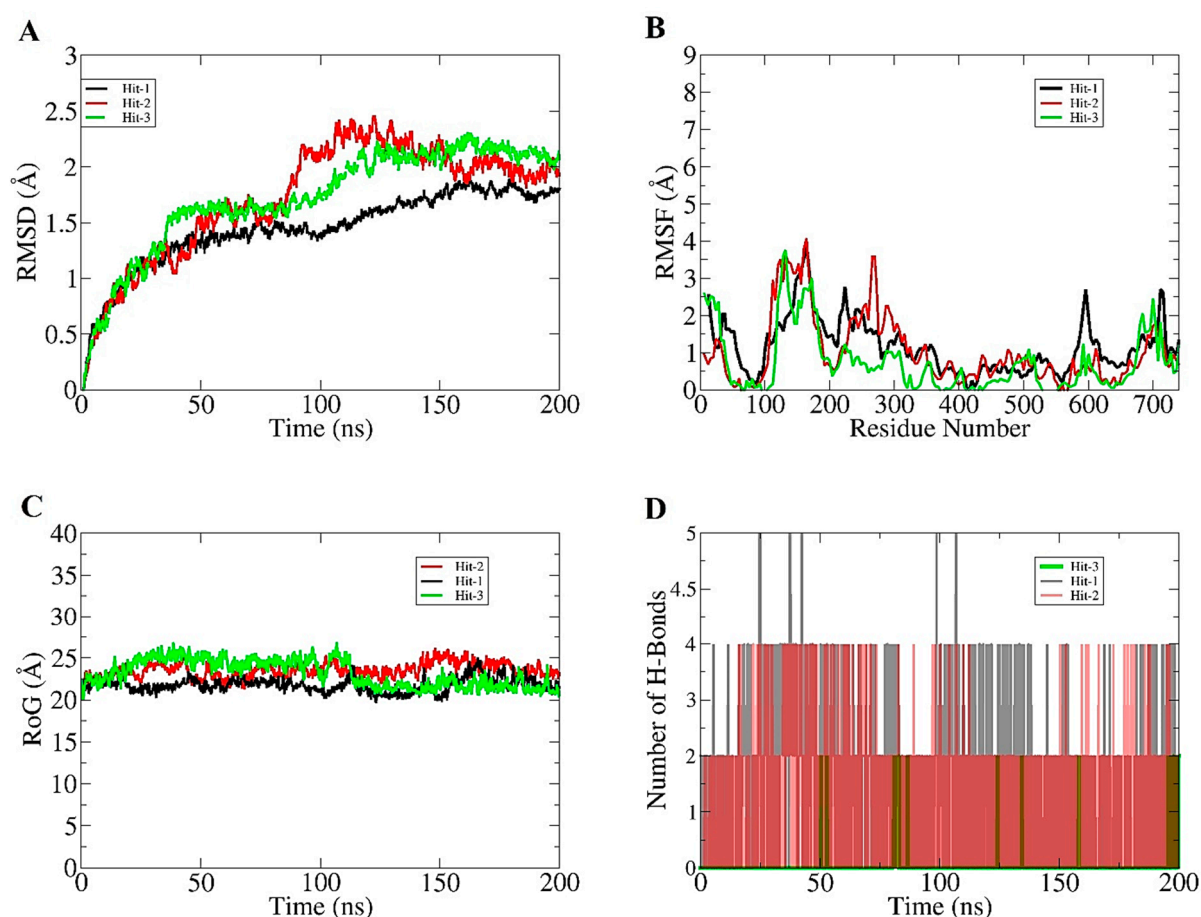 A
RMSD (Å)
3
2.5
2
1.5
1
0.5
0
Hit-1
Hit-2
Hit-3
0 50 100 150 200
Time (ns)
B
RMSF (Å)
9
8
7
6
5
4
3
2
1
0
Hit-1
Hit-2
Hit-3
0 100 200 300 400 500 600 700
Residue Number
C
RoG (Å)
40
35
30
25
20
15
10
5
0
Hit-2
Hit-1
Hit-3
0 50 100 150 200
Time (ns)
D
Number of H-Bonds
5
4.5
4
3
2.5
2
1
0
Hit-3
Hit-1
Hit-2
0 50 100 150 200
Time (ns)